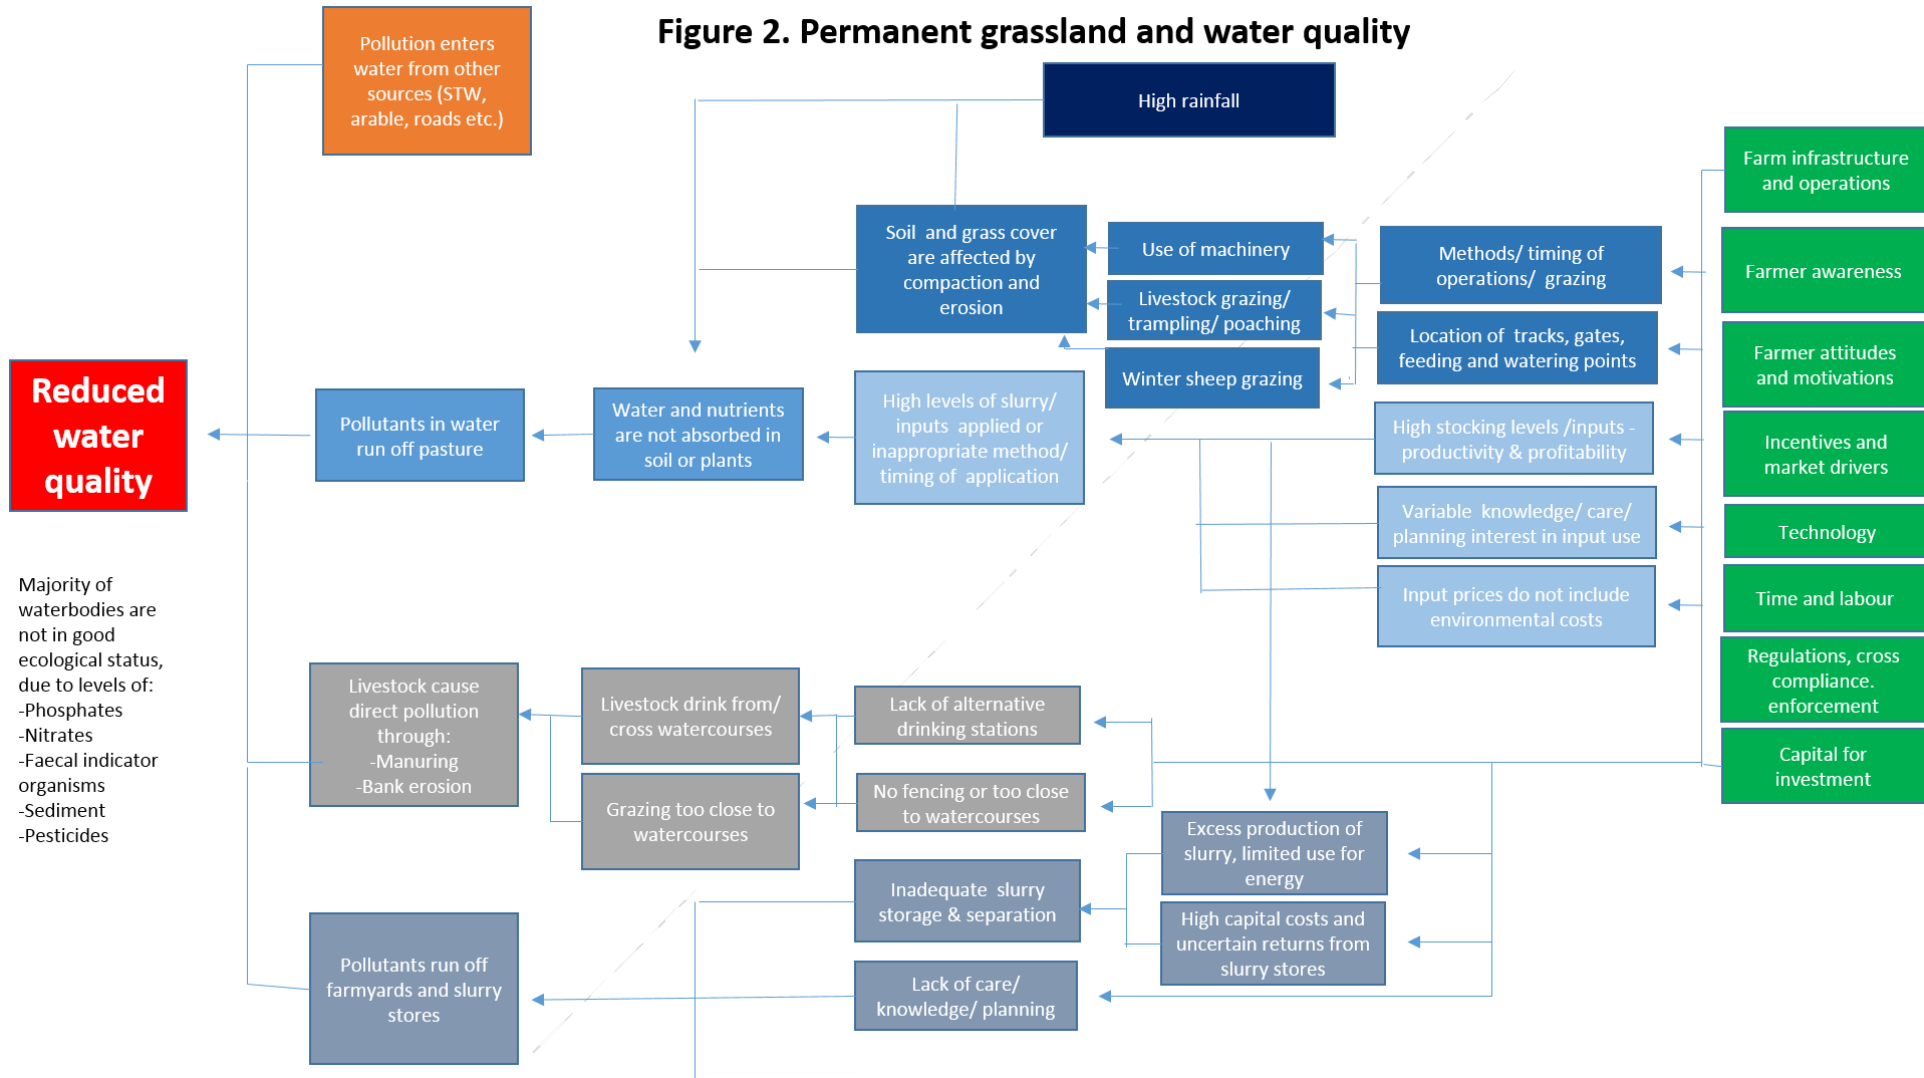 Figure 2. Permanent grassland and water quality
Pollution enters
water from other
sources (STW,
arable, roads etc.)
High rainfall
Soil and grass cover
are affected by
compaction and
erosion
Use of machinery
Livestock grazing/
trampling/ poaching
Winter sheep grazing
Methods/ timing of
operations/ grazing
Location of tracks, gates,
feeding and watering points
Farm infrastructure
and operations
Farmer awareness
Farmer attitudes
and motivations
Incentives and
market drivers
Technology
Time and labour
Regulations, cross
compliance.
enforcement
Capital for
investment
Reduced
water
quality
Pollutants in water
run off pasture
Water and nutrients
are not absorbed in
soil or plants
High levels of slurry/
inputs applied or
inappropriate method/
timing of application
High stocking levels /inputs -
productivity & profitability
Variable knowledge/ care/
planning interest in input use
Input prices do not include
environmental costs
Majority of
waterbodies are
not in good
ecological status,
due to levels of:
-Phosphates
-Nitrates
-Faecal indicator
organisms
-Sediment
-Pesticides
Livestock cause
direct pollution
through:
-Manuring
-Bank erosion
Livestock drink from/
cross watercourses
Grazing too close to
watercourses
Lack of alternative
drinking stations
No fencing or too close
to watercourses
Excess production of
slurry, limited use for
energy
High capital costs and
uncertain returns from
slurry stores
Inadequate slurry
storage & separation
Lack of care/
knowledge/ planning
Pollutants run off
farmyards and slurry
stores